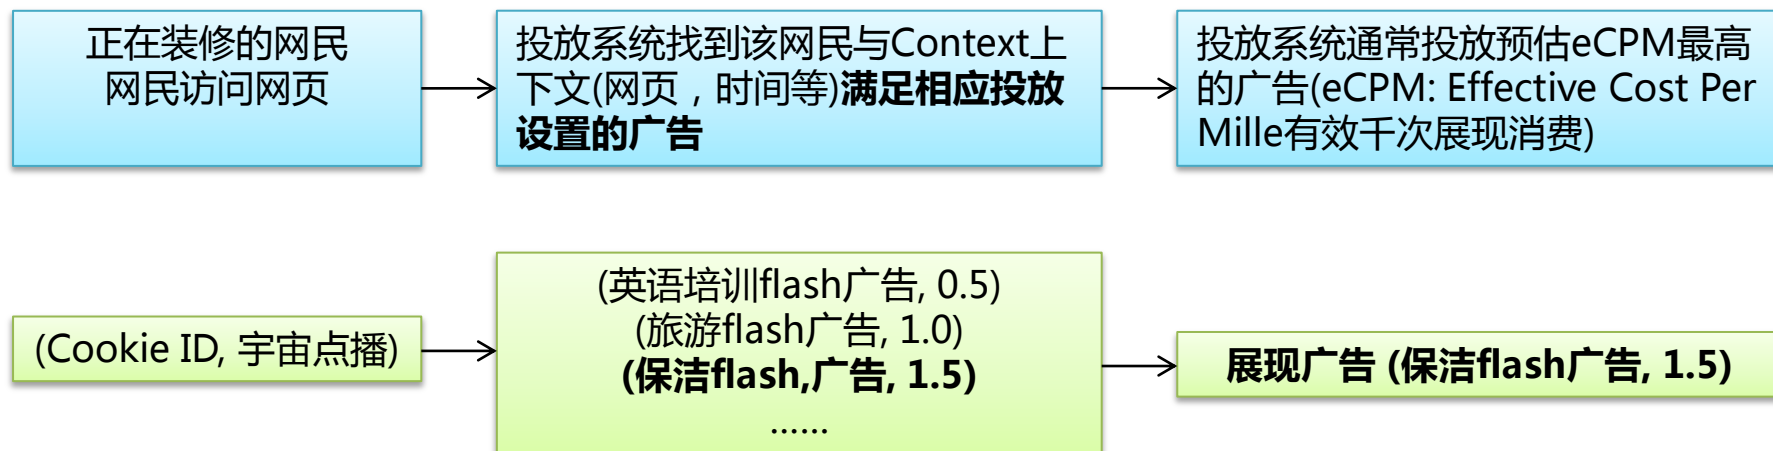 正在装修的网民
网民访问网页
投放系统找到该网民与Context上
下文(网页，时间等)满足相应投放
设置的广告
投放系统通常投放预估eCPM最高
的广告(eCPM: Effective Cost Per
Mille有效千次展现消费)
(Cookie ID, 宇宙点播)
(英语培训flash广告, 0.5)
(旅游flash广告, 1.0)
(保洁flash,广告, 1.5)
……
展现广告 (保洁flash广告, 1.5)